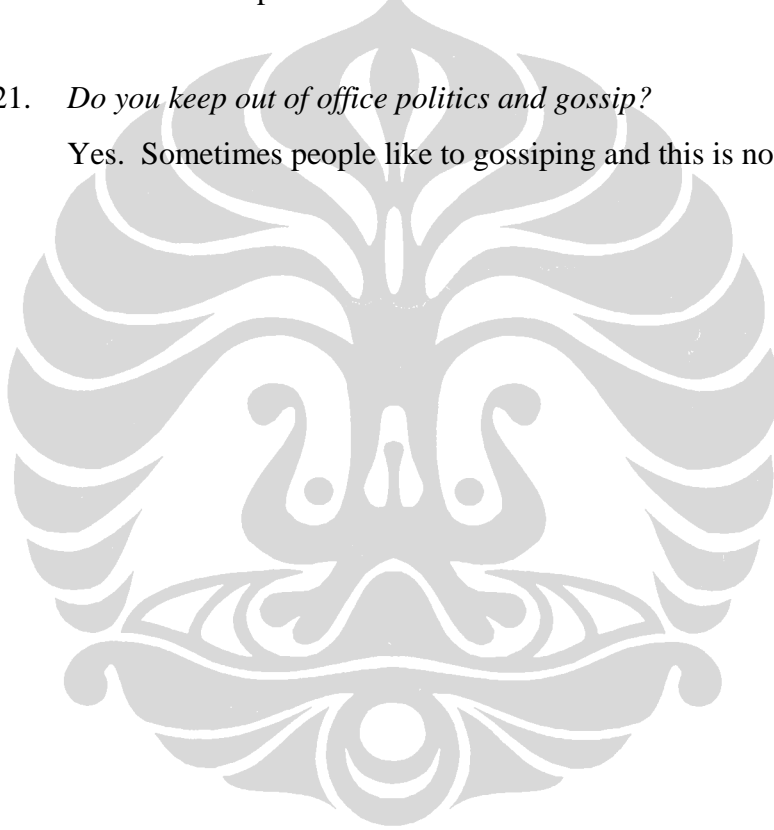 21. Do you keep out of office politics and gossip?
Yes. Sometimes people like to gossiping and this is no